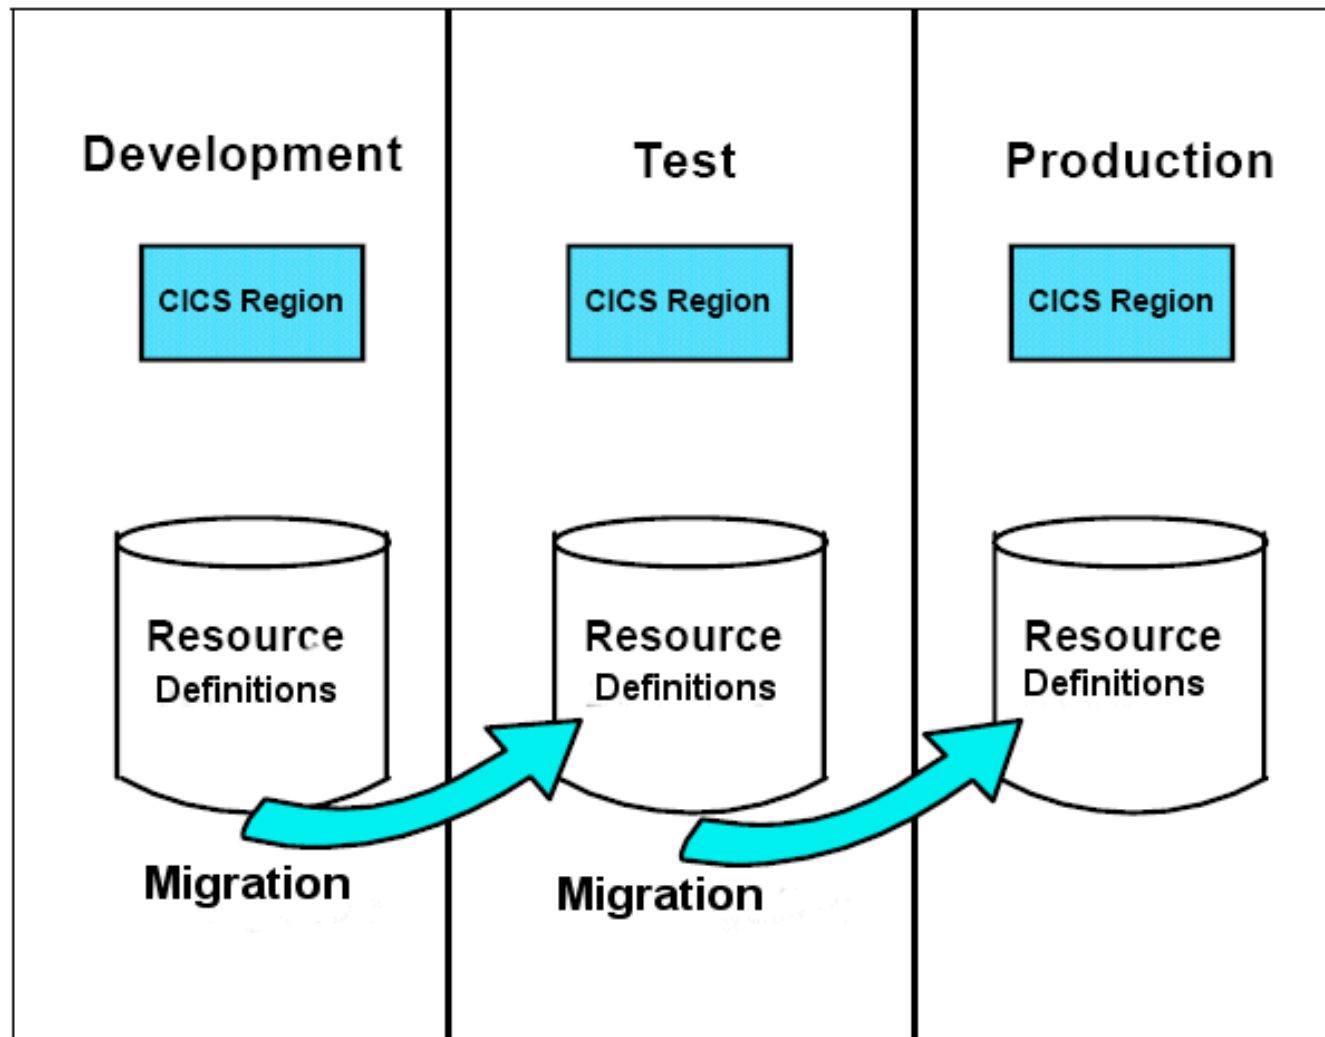 Development
CICS Region
Resource
Definitions
Migration
Test
CICS Region
Resource
Definitions
Migration
Production
CICS Region
Resource
Definitions